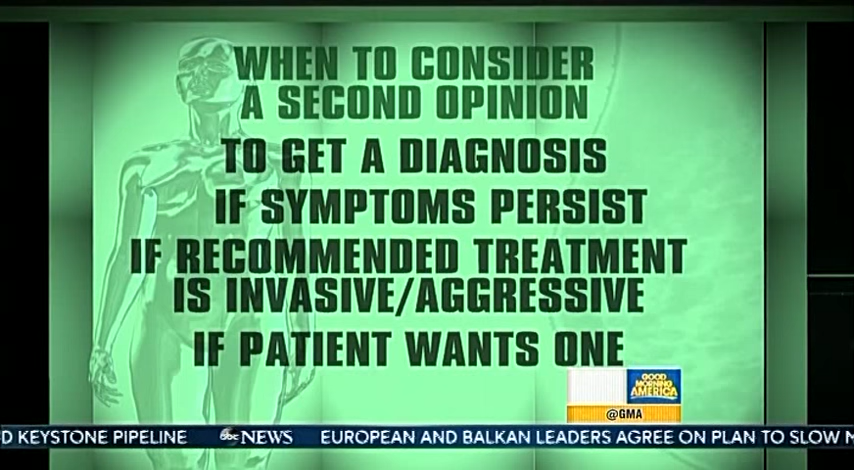 WHEN TO CONSIDER
A SECOND OPINION
TO GET A DIAGNOSIS
IF SYMPTOMS PERSIST
IF RECOMMENDED TREATMENT
IS INVASIVE/AGGRESSIVE
IF PATIENT WANTS ONE
GOOD
MORNING
AMERICA
@GMA
D KEYSTONE PIPELINE abc NEWS EUROPEAN AND BALKAN LEADERS AGREE ON PLAN TO SLOW M